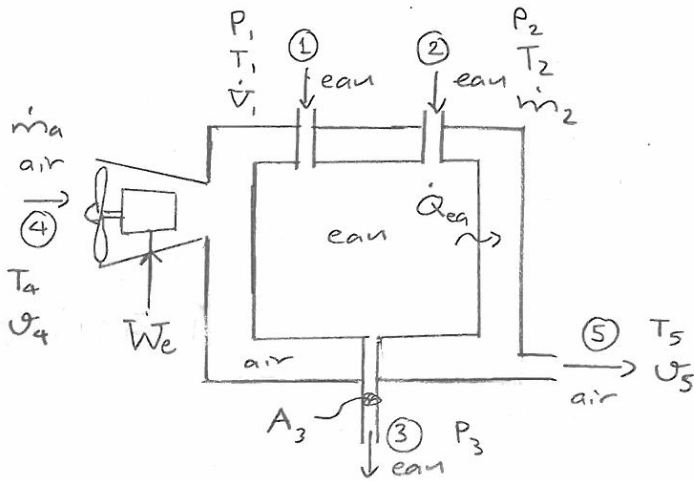 P₁
T₁
V̇₁
①
eau
②
eau
P₂
T₂
ṁ₂
ṁa
air
④
T₄
𝒱₄
Ẇe
eau
Q̇ea
air
A₃
③
P₃
eau
⑤
air
T₅
𝒱₅